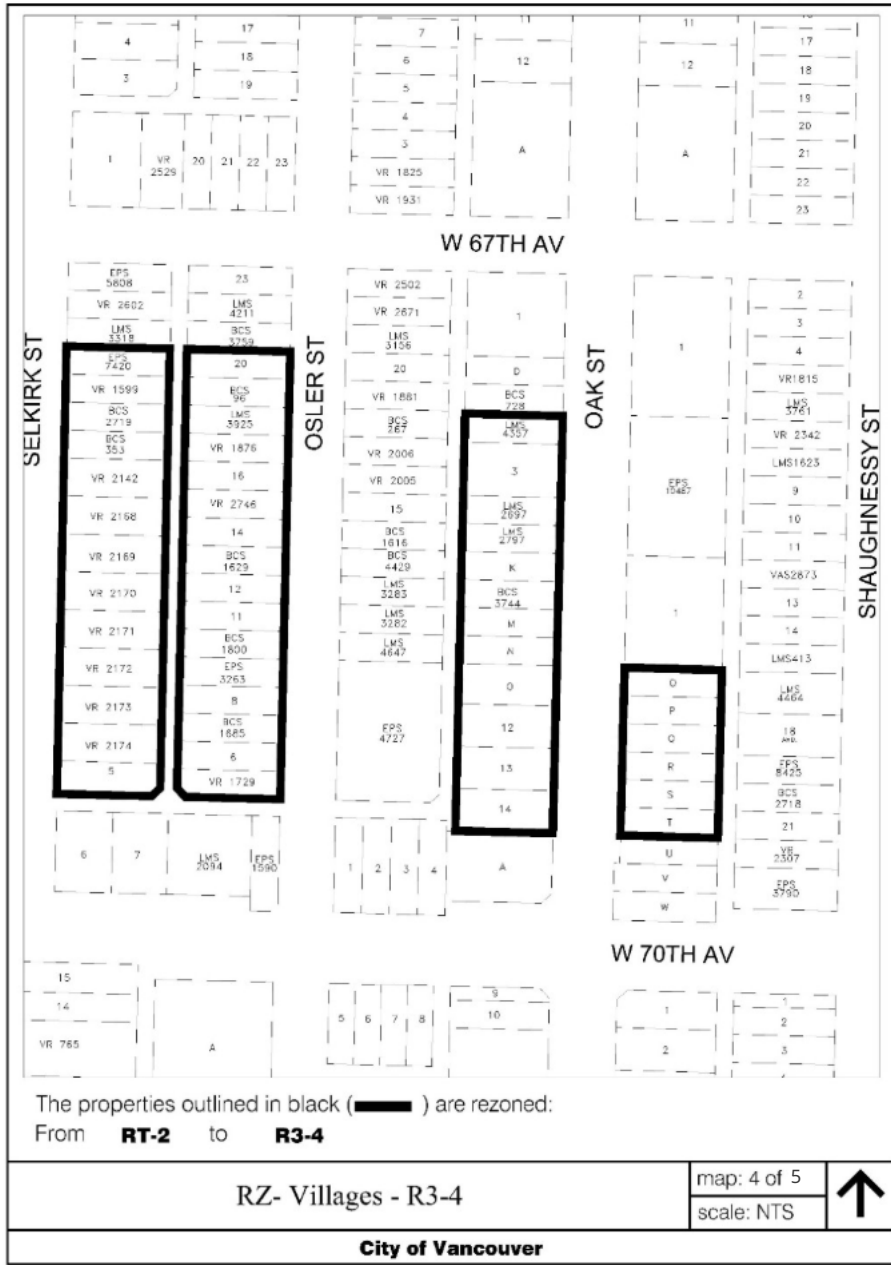 4
3
17
18
19
7
6
5
4
3
VR 1825
VR 1931
11
12
A
11
12
A
17
18
19
20
21
22
23
1
VR
2529
20
21
22
23
W 67TH AV
SELKIRK ST
EPS
5808
VR 2602
LMS
3318
EPS
7420
VR 1599
BCS
2719
BCS
353
VR 2142
VR 2168
VR 2169
VR 2170
VR 2171
VR 2172
VR 2173
VR 2174
5
23
LMS
4211
BCS
3759
20
BCS
96
LMS
3925
VR 1876
16
VR 2746
14
BCS
1629
12
11
BCS
1800
EPS
3263
8
BCS
1685
6
VR 1729
OSLER ST
VR 2502
VR 2671
LMS
3156
20
VR 1881
BCS
267
VR 2006
VR 2005
15
BCS
1616
BCS
4429
LMS
3283
LMS
3282
LMS
4647
EPS
4727
1
D
BCS
728
LMS
4357
3
LMS
2697
LMS
2797
K
BCS
3744
M
N
O
12
13
14
A
OAK ST
1
EPS
10487
1
O
P
Q
R
S
T
U
V
W
2
3
4
VR1815
LMS
3761
VR 2342
LMS1623
9
10
11
VAS2873
13
14
LMS413
LMS
4464
18
EPS
8425
BCS
2718
21
VR
2307
EPS
3790
SHAUGHNESSY ST
6
7
LMS
2094
EPS
1590
1
2
3
4
W 70TH AV
15
14
VR 765
A
5
6
7
8
9
10
1
2
1
2
3
The properties outlined in black ( ) are rezoned:
From RT-2 to R3-4
RZ- Villages - R3-4
map: 4 of 5
scale: NTS
City of Vancouver